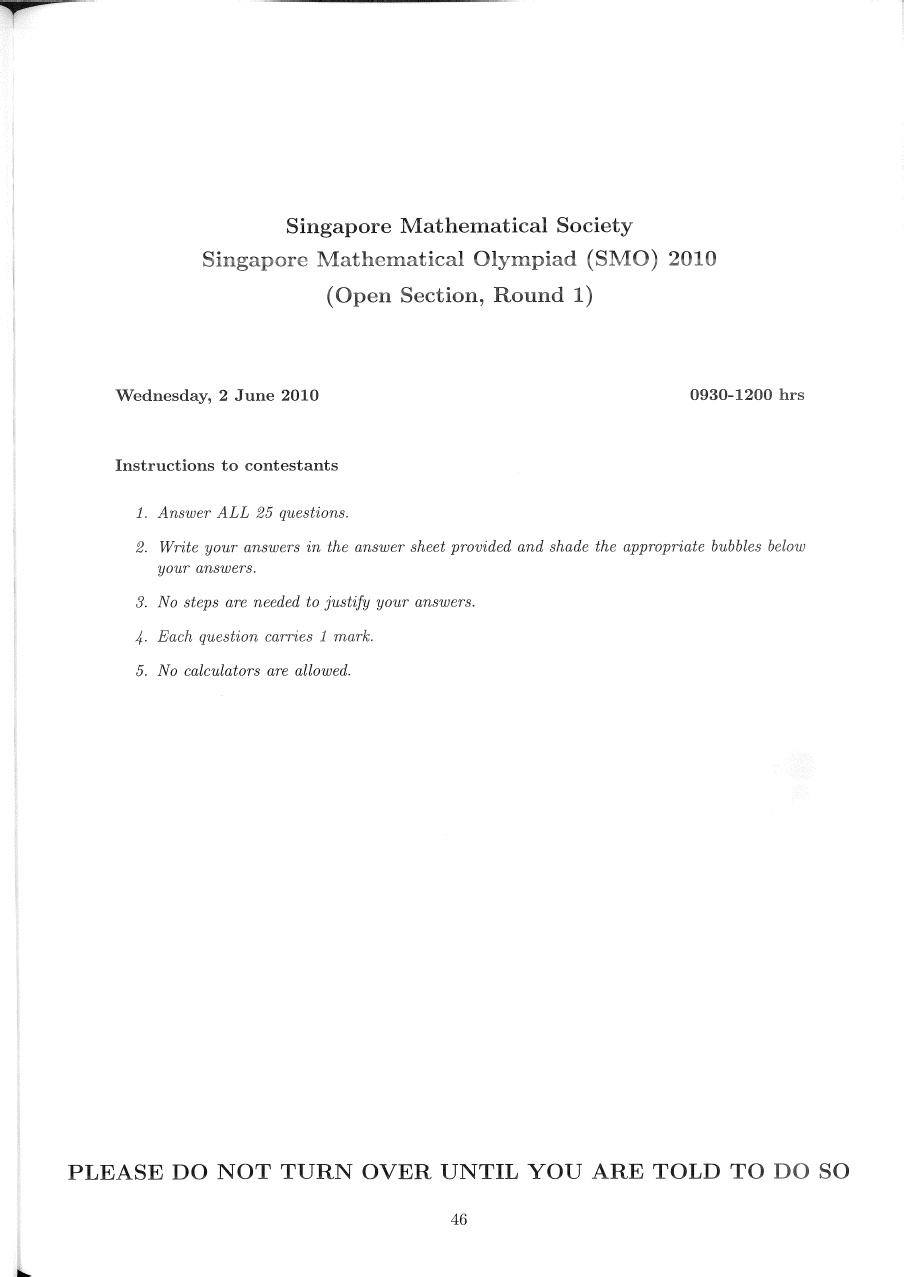 Singapore Mathematical Society
Singapore Mathematical Olympiad (SMO) 2010
(Open Section, Round 1)
Wednesday, 2 June 2010 0930-1200 hrs
Instructions to contestants
1. Answer ALL 25 questions.
2. Write your answers in the answer sheet provided and shade the appropriate bubbles below
your answers.
3. No steps are needed to justify your answers.
4. Each question carries 1 mark.
5. No calculators are allowed.
PLEASE DO NOT TURN OVER UNTIL YOU ARE TOLD TO DO SO
46